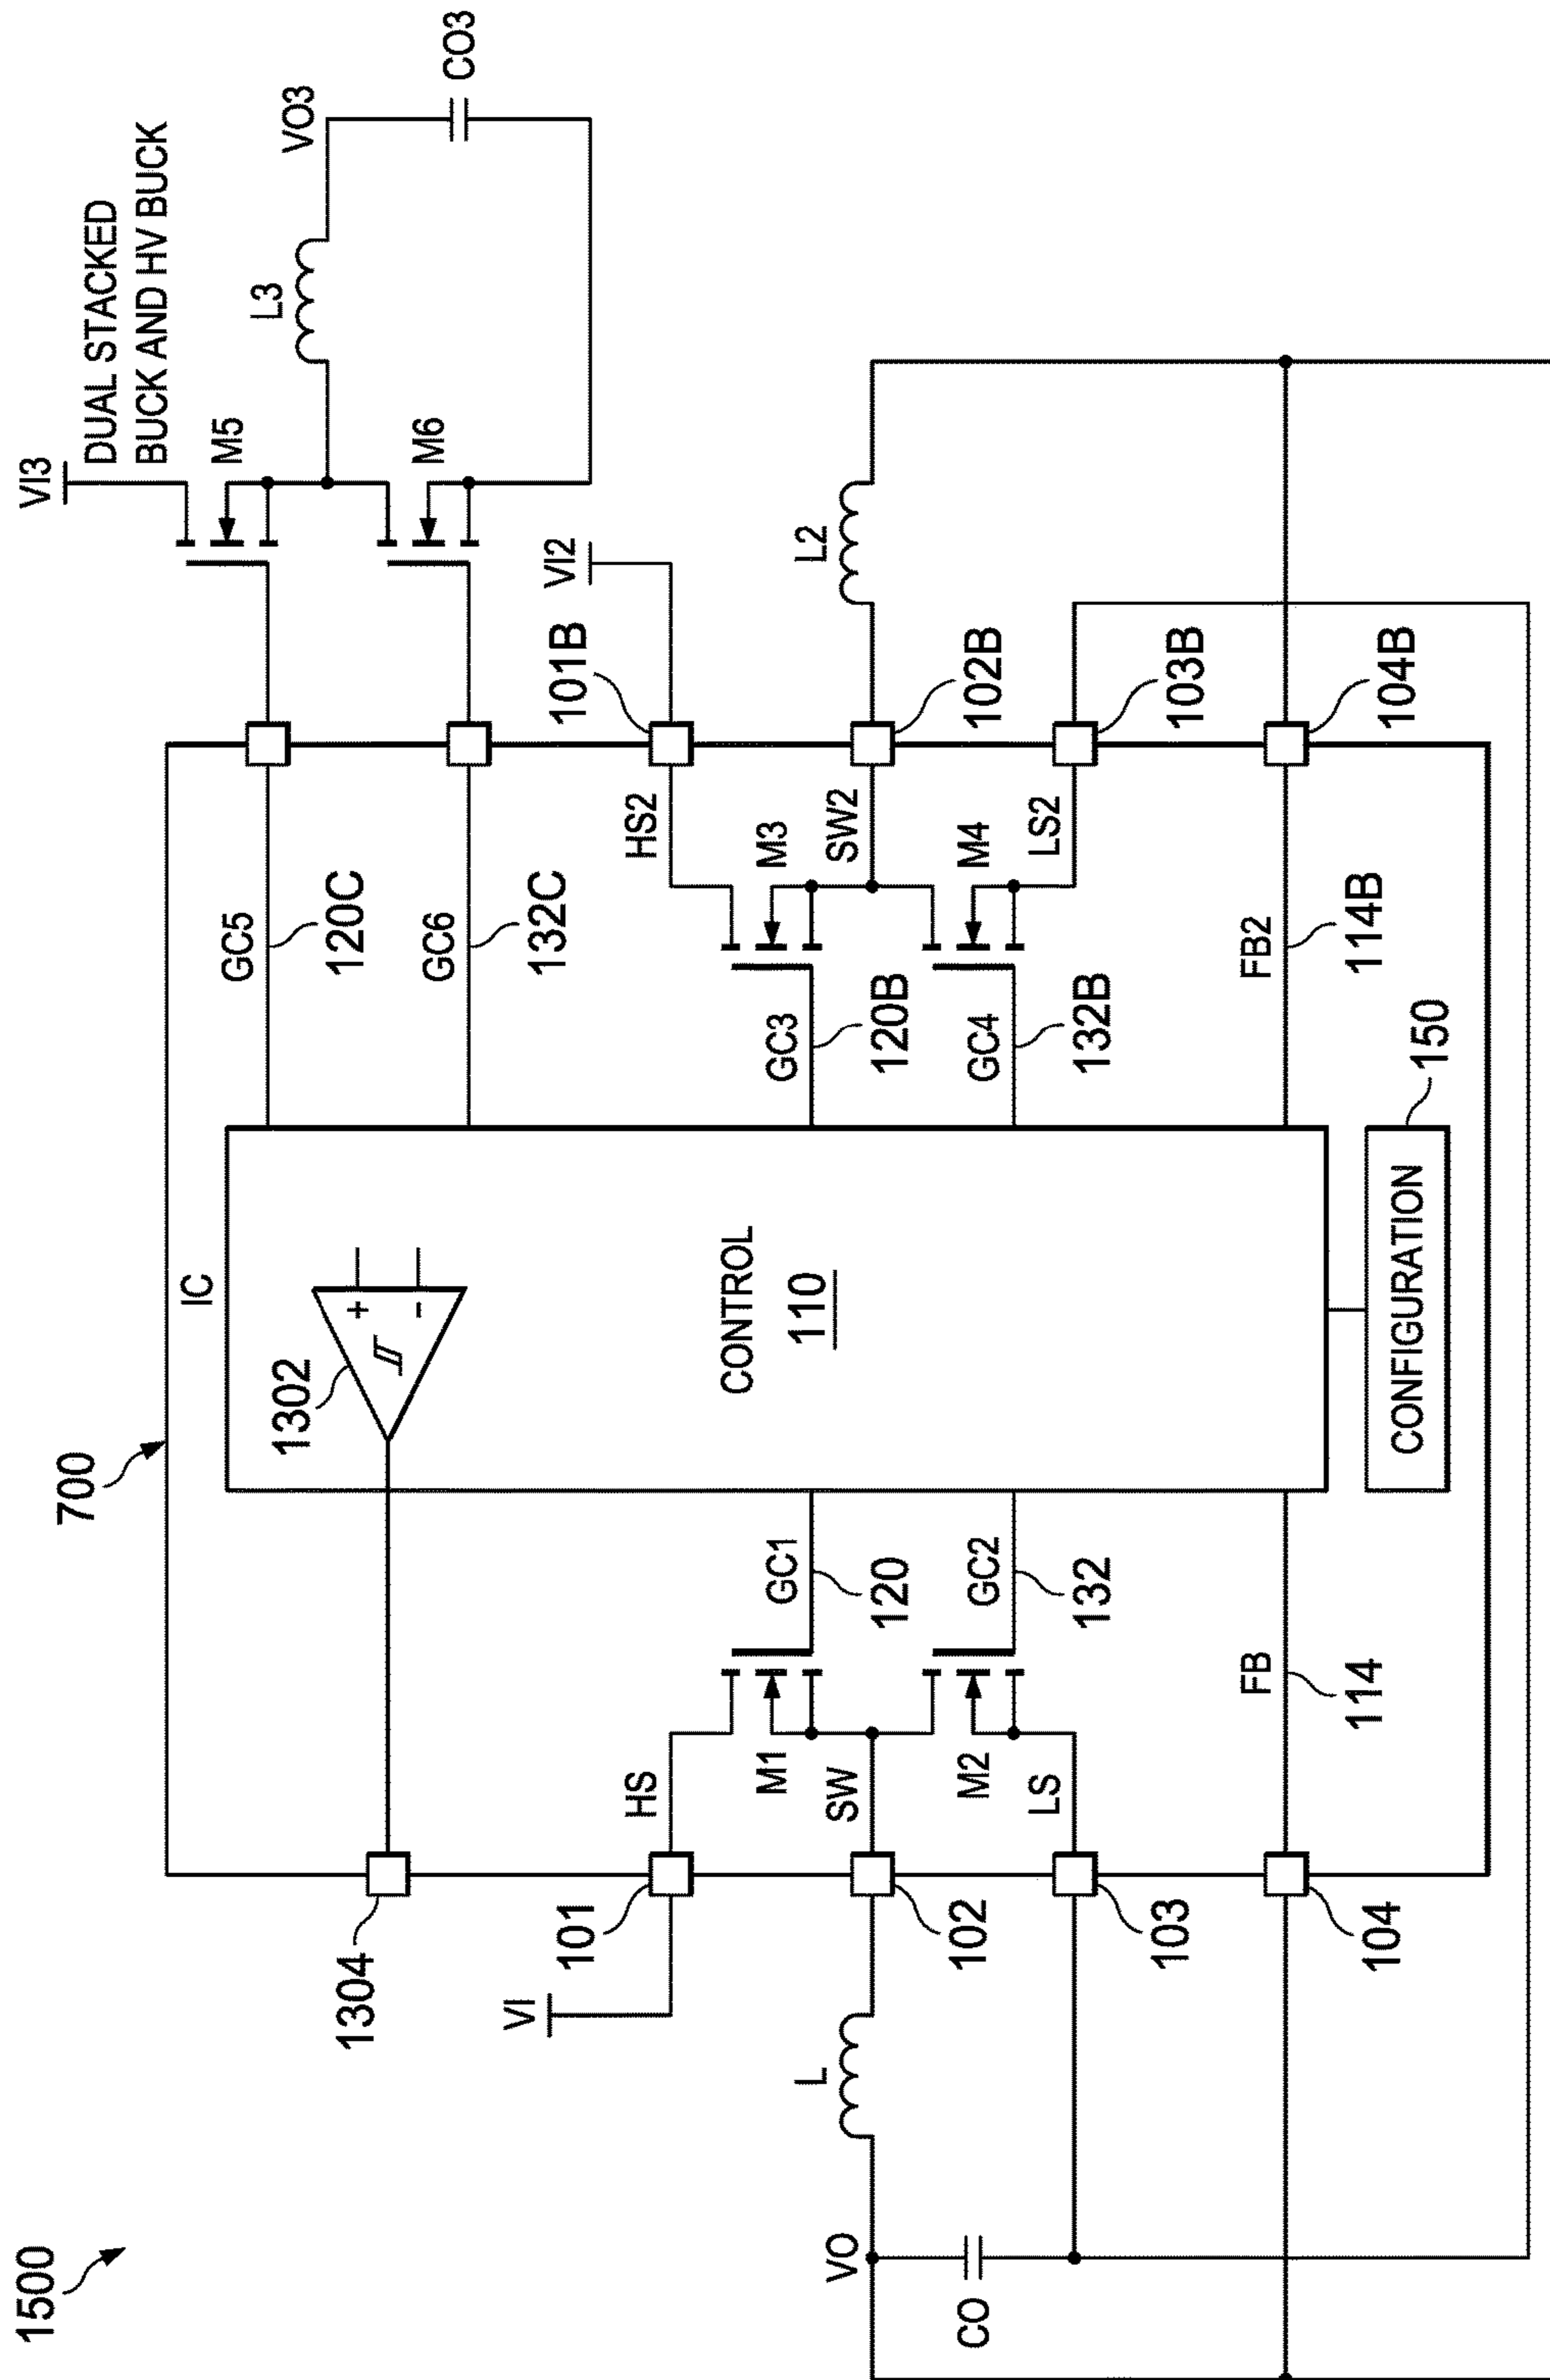 1500
700
VI3
DUAL STACKED
BUCK AND HV BUCK
M5
L3
VO3
CO3
M6
IC
1302
+
-
GC5
120C
GC6
132C
1304
VI
101
HS
M1
GC1
120
CONTROL
110
GC3
120B
HS2
M3
101B
VI2
L
102
SW
SW2
102B
L2
VO
CO
103
LS
M2
GC2
132
GC4
132B
M4
LS2
103B
104
FB
114
FB2
114B
104B
CONFIGURATION
150